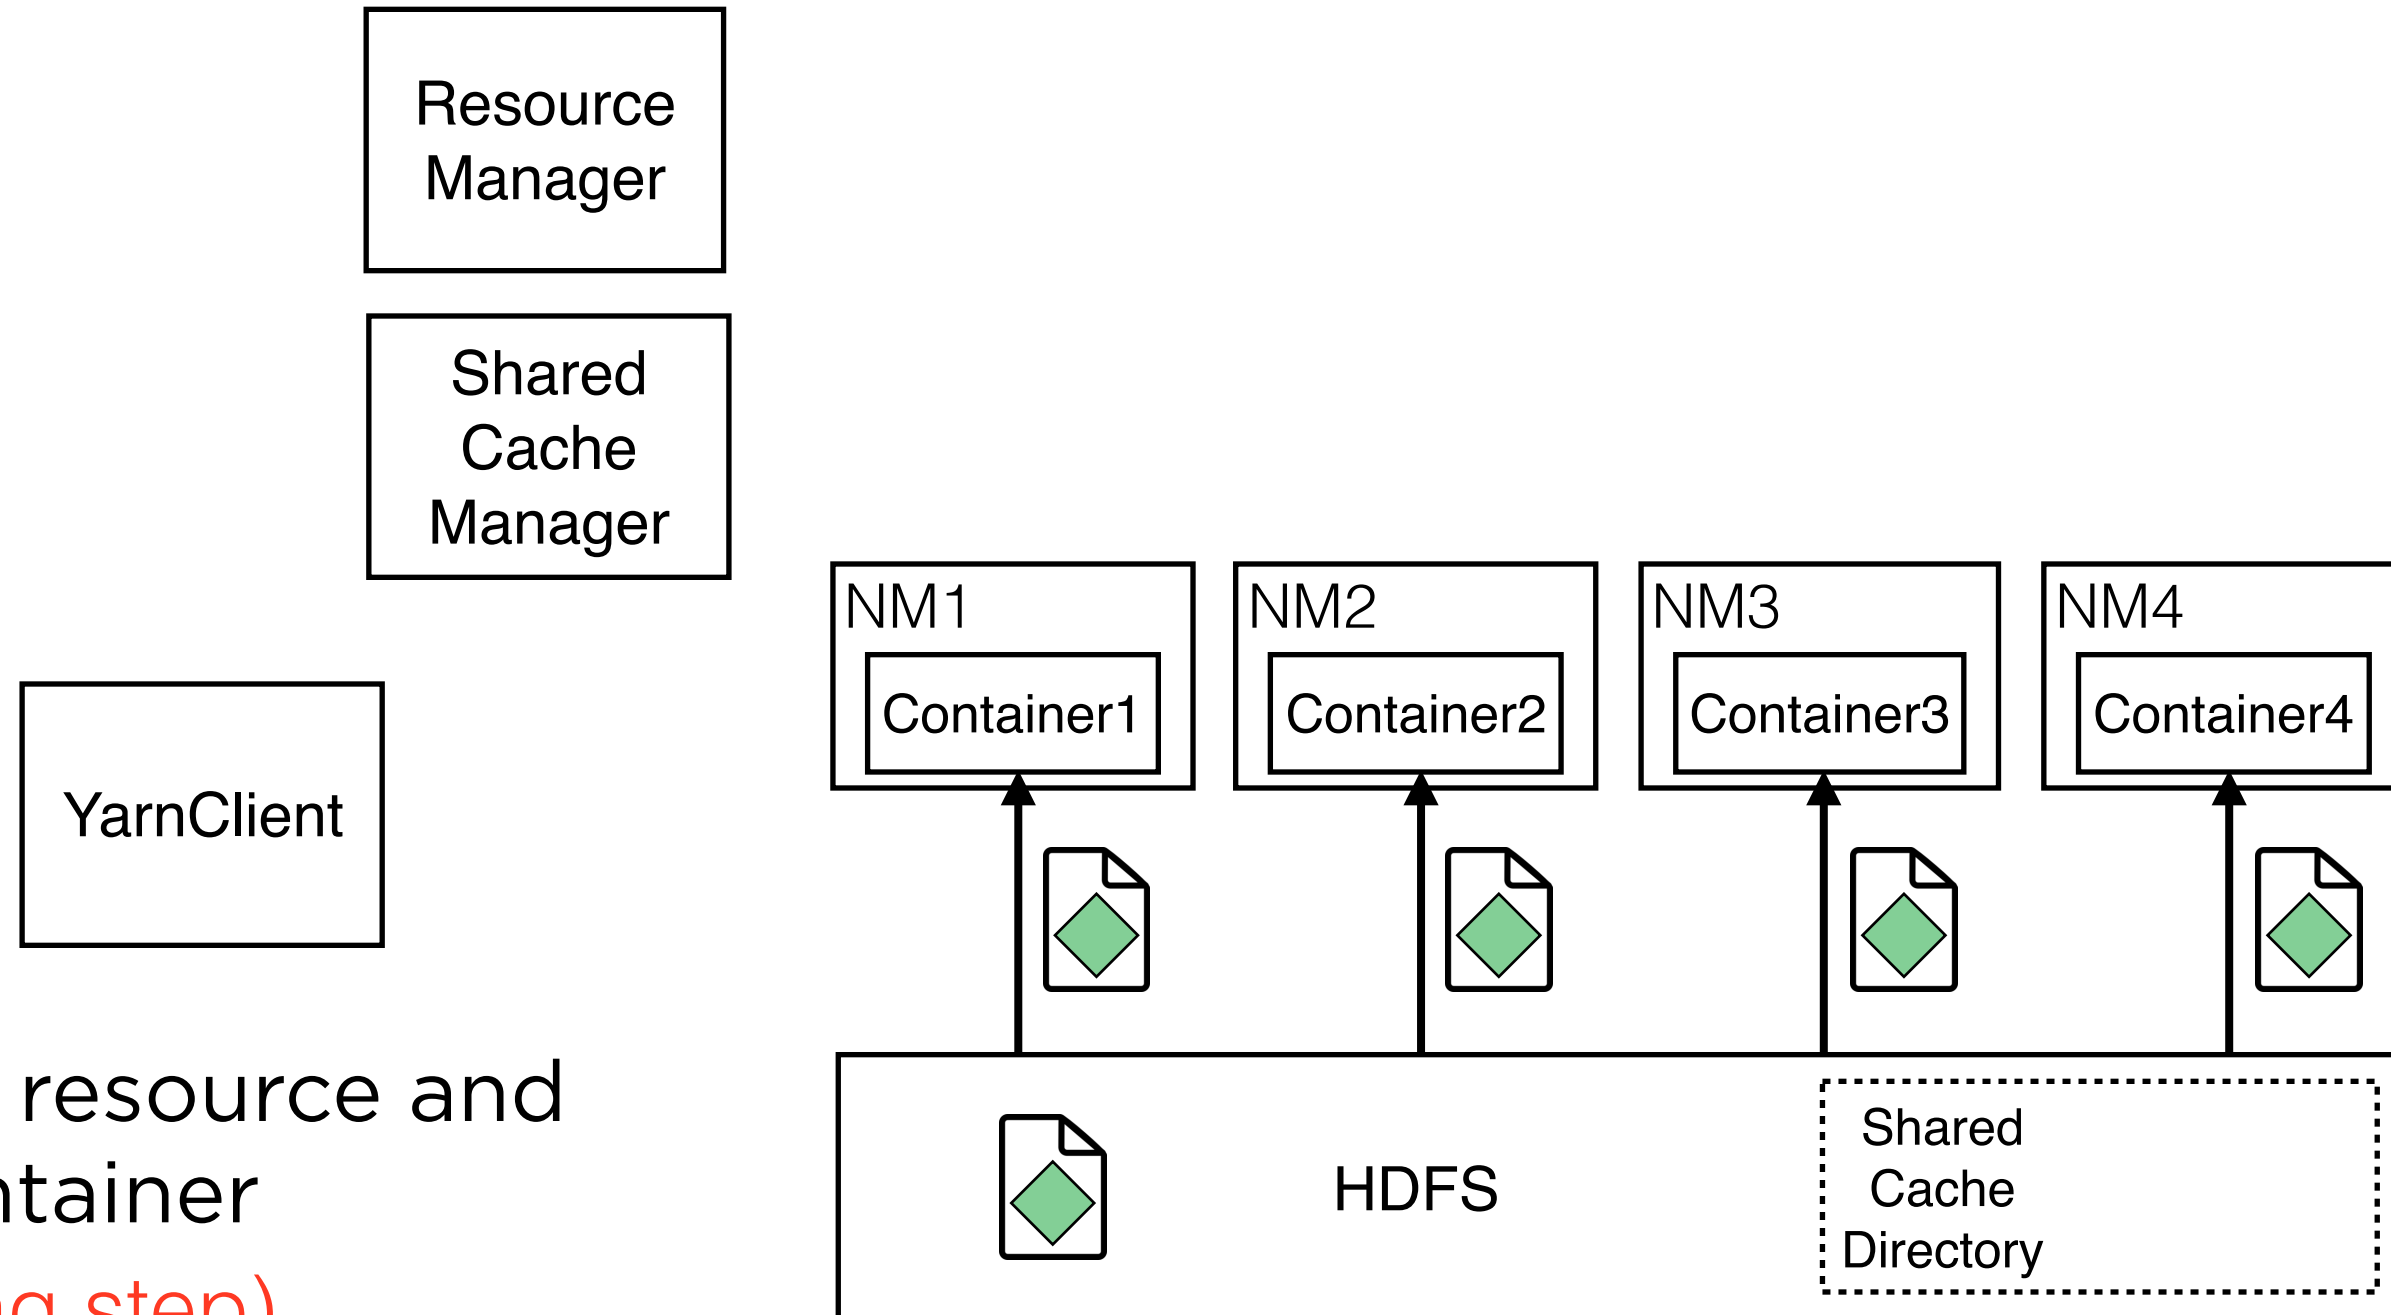 Resource
Manager
Shared
Cache
Manager
NM1
NM2
NM3
NM4
Container1
Container2
Container3
Container4
YarnClient
resource and
HDFS
Shared
Cache
Directory
step)